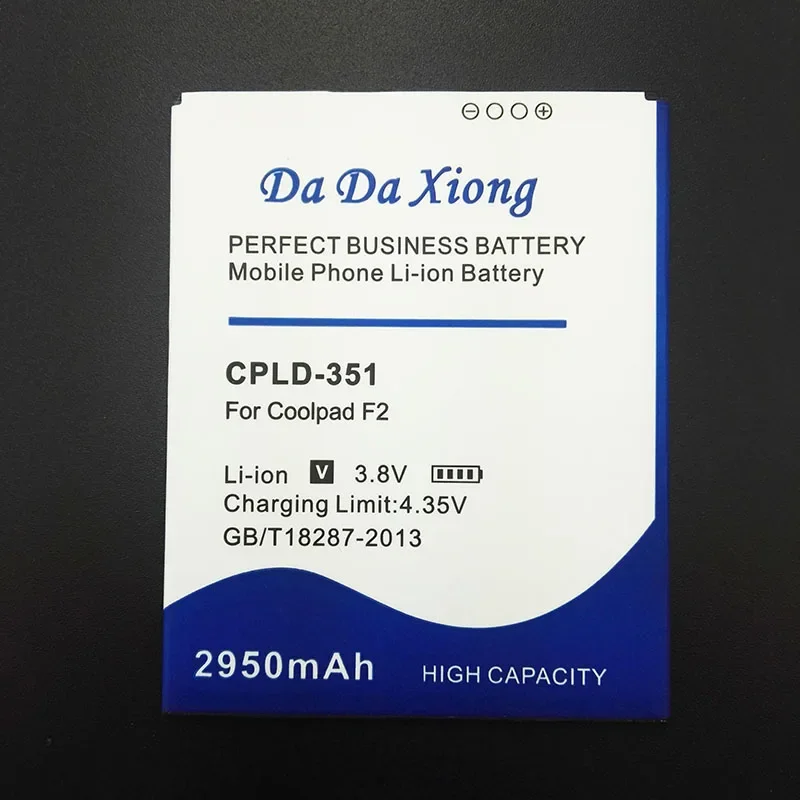 Da Da Xiong
PERFECT BUSINESS BATTERY
Mobile Phone Li-ion Battery
CPLD-351
For Coolpad F2
Li-ion V 3.8V
Charging Limit:4.35V
GB/T18287-2013
2950mAh HIGH CAPACITY